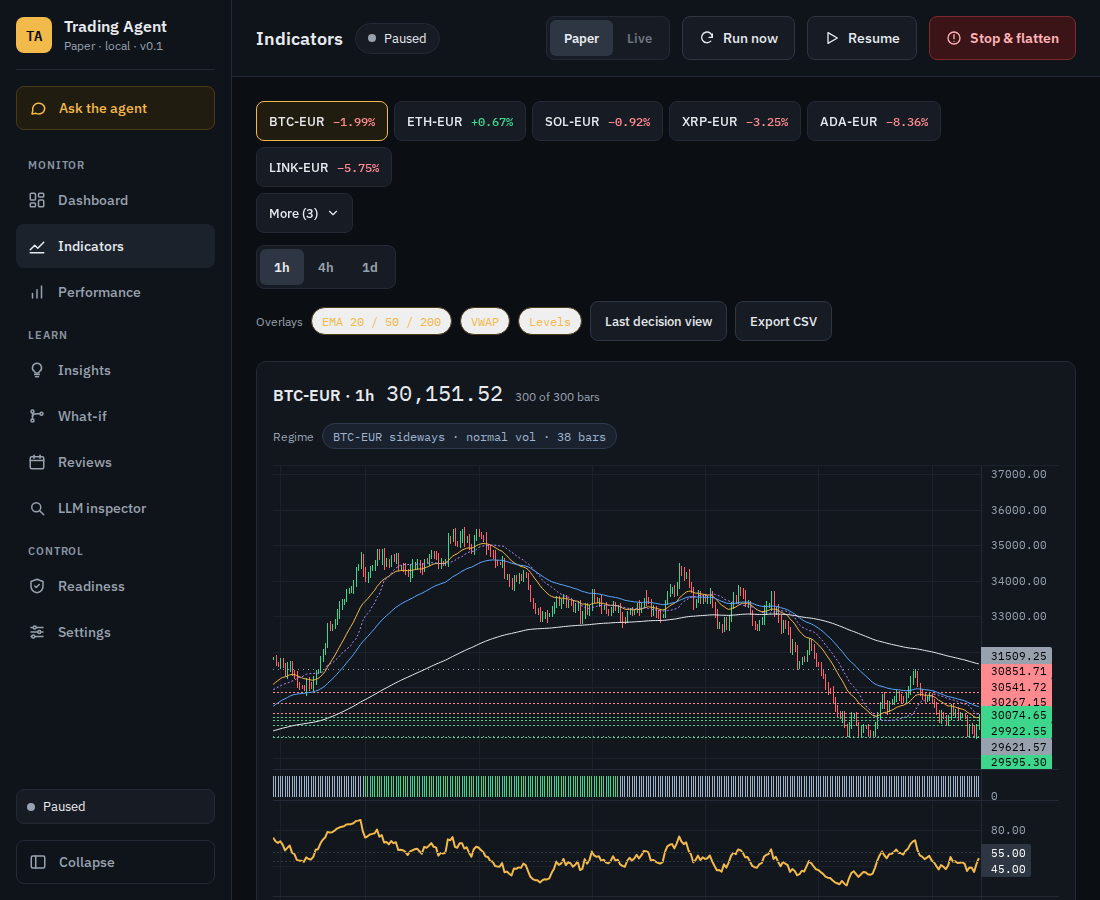 TA
Trading Agent
Paper · local · v0.1
Ask the agent
MONITOR
Dashboard
Indicators
Performance
LEARN
Insights
What-if
Reviews
LLM inspector
CONTROL
Readiness
Settings
Paused
Collapse
Indicators
Paused
Paper
Live
Run now
Resume
Stop & flatten
BTC-EUR −1.99%
ETH-EUR +0.67%
SOL-EUR −0.92%
XRP-EUR −3.25%
ADA-EUR −8.36%
LINK-EUR −5.75%
More (3)
1h
4h
1d
Overlays
EMA 20 / 50 / 200
VWAP
Levels
Last decision view
Export CSV
BTC-EUR · 1h 30,151.52 300 of 300 bars
Regime
BTC-EUR sideways · normal vol · 38 bars
37000.00
36000.00
35000.00
34000.00
33000.00
31599.25
30851.71
30541.72
30267.15
30074.65
29922.55
29621.57
29595.30
0
80.00
55.00
45.00